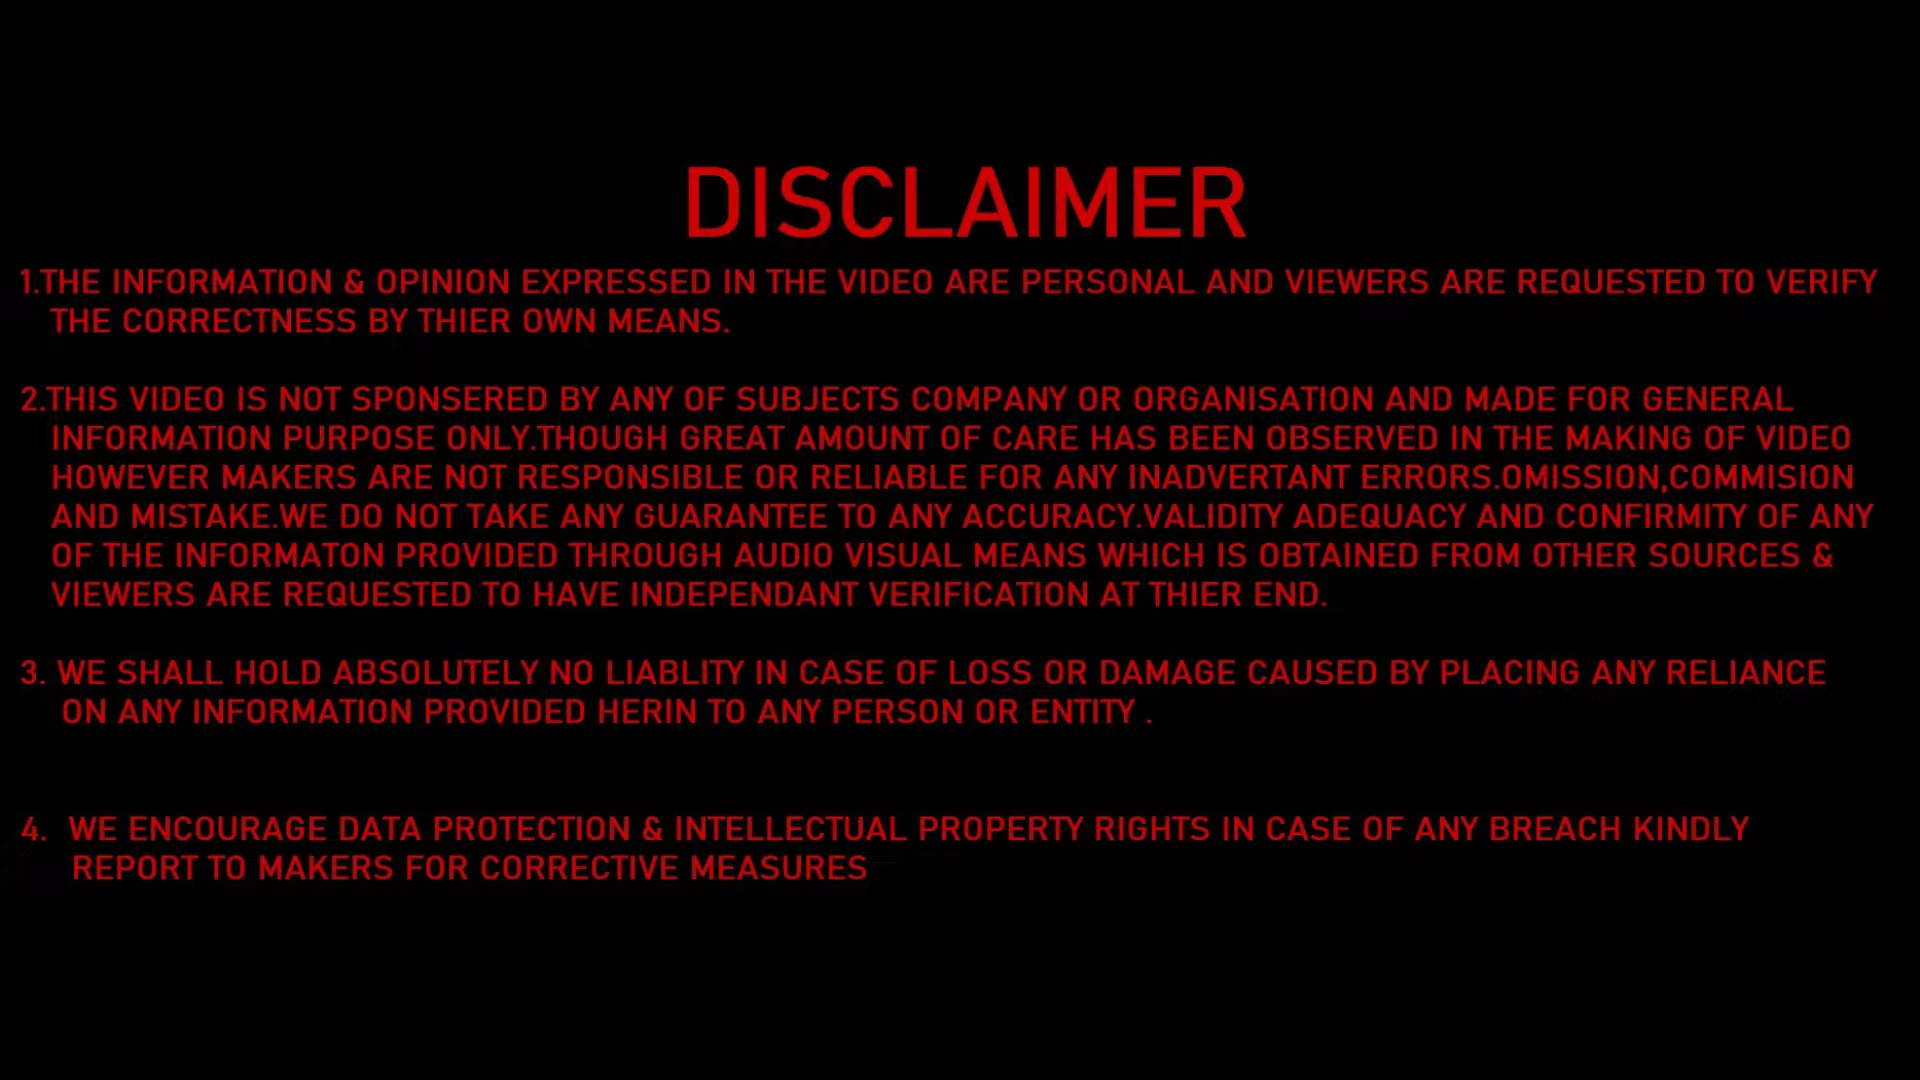 DISCLAIMER
1.THE INFORMATION & OPINION EXPRESSED IN THE VIDEO ARE PERSONAL AND VIEWERS ARE REQUESTED TO VERIFY
THE CORRECTNESS BY THIER OWN MEANS.
2.THIS VIDEO IS NOT SPONSERED BY ANY OF SUBJECTS COMPANY OR ORGANISATION AND MADE FOR GENERAL
INFORMATION PURPOSE ONLY.THOUGH GREAT AMOUNT OF CARE HAS BEEN OBSERVED IN THE MAKING OF VIDEO
HOWEVER MAKERS ARE NOT RESPONSIBLE OR RELIABLE FOR ANY INADVERTANT ERRORS.OMISSION,COMMISION
AND MISTAKE.WE DO NOT TAKE ANY GUARANTEE TO ANY ACCURACY.VALIDITY ADEQUACY AND CONFIRMITY OF ANY
OF THE INFORMATON PROVIDED THROUGH AUDIO VISUAL MEANS WHICH IS OBTAINED FROM OTHER SOURCES &
VIEWERS ARE REQUESTED TO HAVE INDEPENDANT VERIFICATION AT THIER END.
3. WE SHALL HOLD ABSOLUTELY NO LIABLITY IN CASE OF LOSS OR DAMAGE CAUSED BY PLACING ANY RELIANCE
ON ANY INFORMATION PROVIDED HERIN TO ANY PERSON OR ENTITY .
4. WE ENCOURAGE DATA PROTECTION & INTELLECTUAL PROPERTY RIGHTS IN CASE OF ANY BREACH KINDLY
REPORT TO MAKERS FOR CORRECTIVE MEASURES